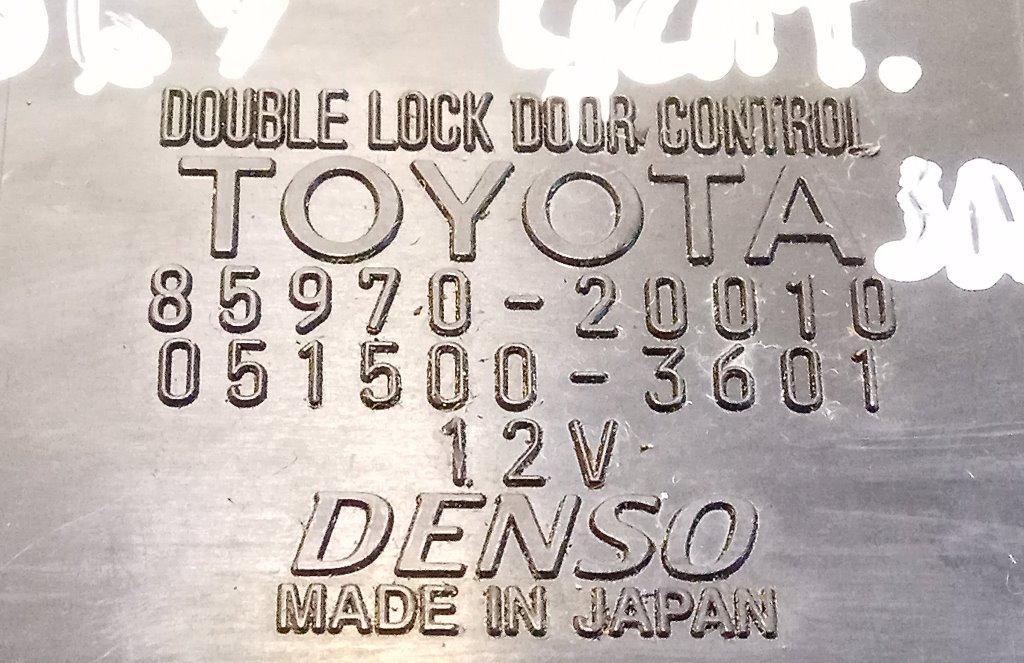 DOUBLE LOCK DOOR CONTROL
TOYOTA
85970-20010
051500-3601
12V
DENSO
MADE IN JAPAN